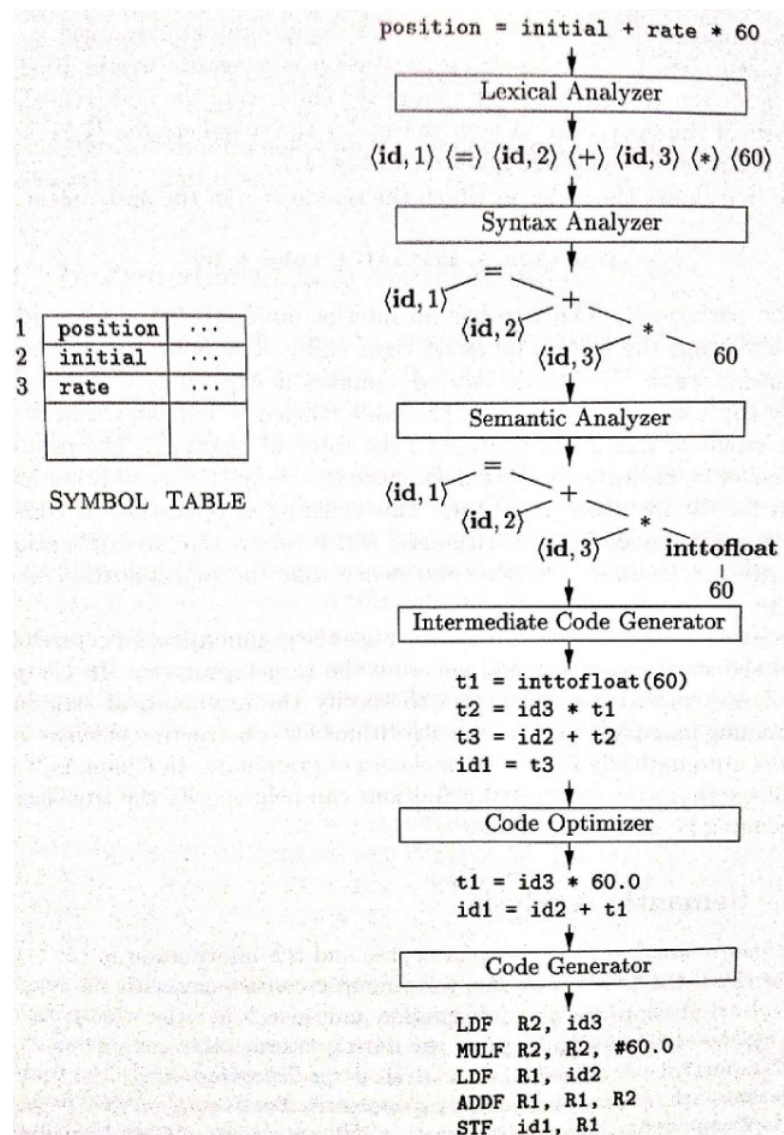 position = initial + rate * 60
Lexical Analyzer
⟨id, 1⟩ ⟨=⟩ ⟨id, 2⟩ ⟨+⟩ ⟨id, 3⟩ ⟨*⟩ ⟨60⟩
Syntax Analyzer
=
⟨id, 1⟩ +
⟨id, 2⟩ *
⟨id, 3⟩ 60
1 position ...
2 initial
3 rate
SYMBOL TABLE
Semantic Analyzer
=
⟨id, 1⟩ +
⟨id, 2⟩ *
⟨id, 3⟩ inttofloat
60
Intermediate Code Generator
t1 = inttofloat(60)
t2 = id3 * t1
t3 = id2 + t2
id1 = t3
Code Optimizer
t1 = id3 * 60.0
id1 = id2 + t1
Code Generator
LDF R2, id3
MULF R2, R2, #60.0
LDF R1, id2
ADDF R1, R1, R2
STF id1, R1